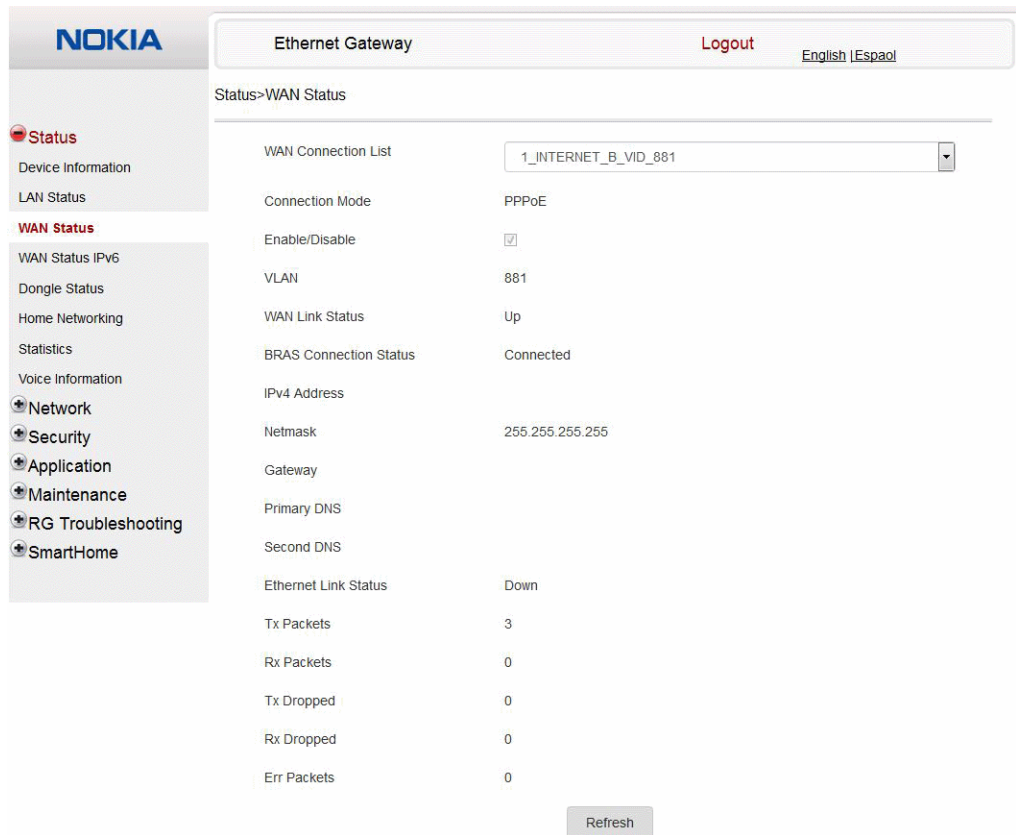 NOKIA
Ethernet Gateway
Logout
English | Espaol
Status>WAN Status
Status
Device Information
LAN Status
WAN Status
WAN Status IPv6
Dongle Status
Home Networking
Statistics
Voice Information
Network
Security
Application
Maintenance
RG Troubleshooting
SmartHome
WAN Connection List 1_INTERNET_B_VID_881
Connection Mode PPPoE
Enable/Disable
VLAN 881
WAN Link Status Up
BRAS Connection Status Connected
IPv4 Address
Netmask 255.255.255.255
Gateway
Primary DNS
Second DNS
Ethernet Link Status Down
Tx Packets 3
Rx Packets 0
Tx Dropped 0
Rx Dropped 0
Err Packets 0
Refresh